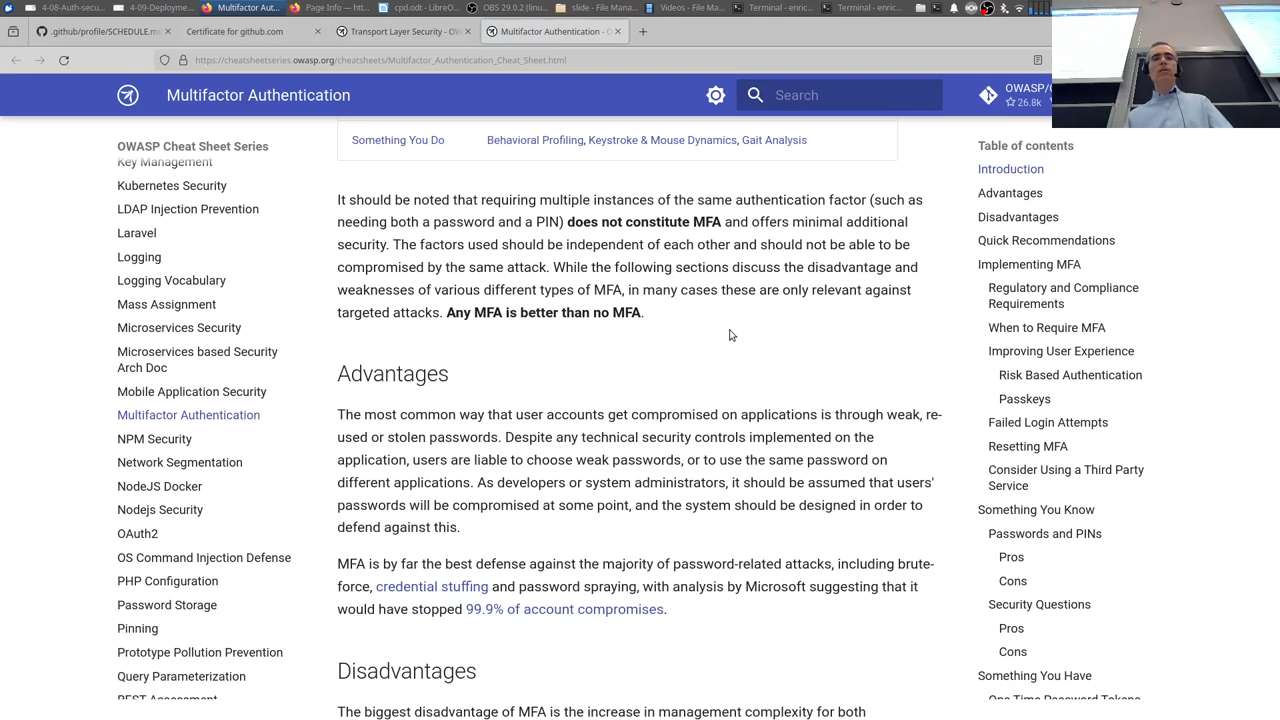 4-08-Auth-secu...
4-09-Deployme...
Multifactor Auth...
Page Info — htt...
cpd.odt - LibreO...
OBS 29.0.2 (linux...
slide - File Mana...
Videos - File Ma...
Terminal - enric...
Terminal - enric...
.github/profile/SCHEDULE.m
Certificate for github.com
Transport Layer Security - OW
Multifactor Authentication - O
https://cheatsheetseries.owasp.org/cheatsheets/Multifactor_Authentication_Cheat_Sheet.html
Multifactor Authentication
Search
OWASP/C
26.8k
OWASP Cheat Sheet Series
Key Management
Kubernetes Security
LDAP Injection Prevention
Laravel
Logging
Logging Vocabulary
Mass Assignment
Microservices Security
Microservices based Security
Arch Doc
Mobile Application Security
Multifactor Authentication
NPM Security
Network Segmentation
NodeJS Docker
Nodejs Security
OAuth2
OS Command Injection Defense
PHP Configuration
Password Storage
Pinning
Prototype Pollution Prevention
Query Parameterization
REST Assessment
Something You Do
Behavioral Profiling, Keystroke & Mouse Dynamics, Gait Analysis
It should be noted that requiring multiple instances of the same authentication factor (such as
needing both a password and a PIN) does not constitute MFA and offers minimal additional
security. The factors used should be independent of each other and should not be able to be
compromised by the same attack. While the following sections discuss the disadvantage and
weaknesses of various different types of MFA, in many cases these are only relevant against
targeted attacks. Any MFA is better than no MFA.
Advantages
The most common way that user accounts get compromised on applications is through weak, re-
used or stolen passwords. Despite any technical security controls implemented on the
application, users are liable to choose weak passwords, or to use the same password on
different applications. As developers or system administrators, it should be assumed that users'
passwords will be compromised at some point, and the system should be designed in order to
defend against this.
MFA is by far the best defense against the majority of password-related attacks, including brute-
force, credential stuffing and password spraying, with analysis by Microsoft suggesting that it
would have stopped 99.9% of account compromises.
Disadvantages
The biggest disadvantage of MFA is the increase in management complexity for both
Table of contents
Introduction
Advantages
Disadvantages
Quick Recommendations
Implementing MFA
Regulatory and Compliance
Requirements
When to Require MFA
Improving User Experience
Risk Based Authentication
Passkeys
Failed Login Attempts
Resetting MFA
Consider Using a Third Party
Service
Something You Know
Passwords and PINs
Pros
Cons
Security Questions
Pros
Cons
Something You Have
One Time Password Tokens